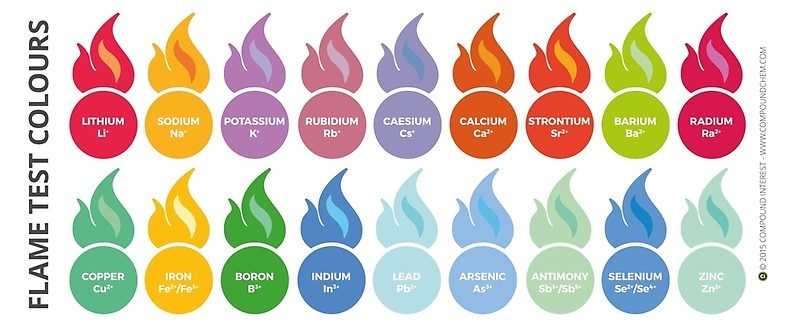 FLAME TEST COLOURS
LITHIUM
Li⁺
SODIUM
Na⁺
POTASSIUM
K⁺
RUBIDIUM
Rb⁺
CAESIUM
Cs⁺
CALCIUM
Ca²⁺
STRONTIUM
Sr²⁺
BARIUM
Ba²⁺
RADIUM
Ra²⁺
COPPER
Cu²⁺
IRON
Fe²⁺/Fe³⁺
BORON
B³⁺
INDIUM
In³⁺
LEAD
Pb²⁺
ARSENIC
As³⁺
ANTIMONY
Sb³⁺/Sb⁵⁺
SELENIUM
Se²⁺/Se⁴⁺
ZINC
Zn²⁺
© 2015 COMPOUND INTEREST - WWW.COMPOUNDCHEM.COM